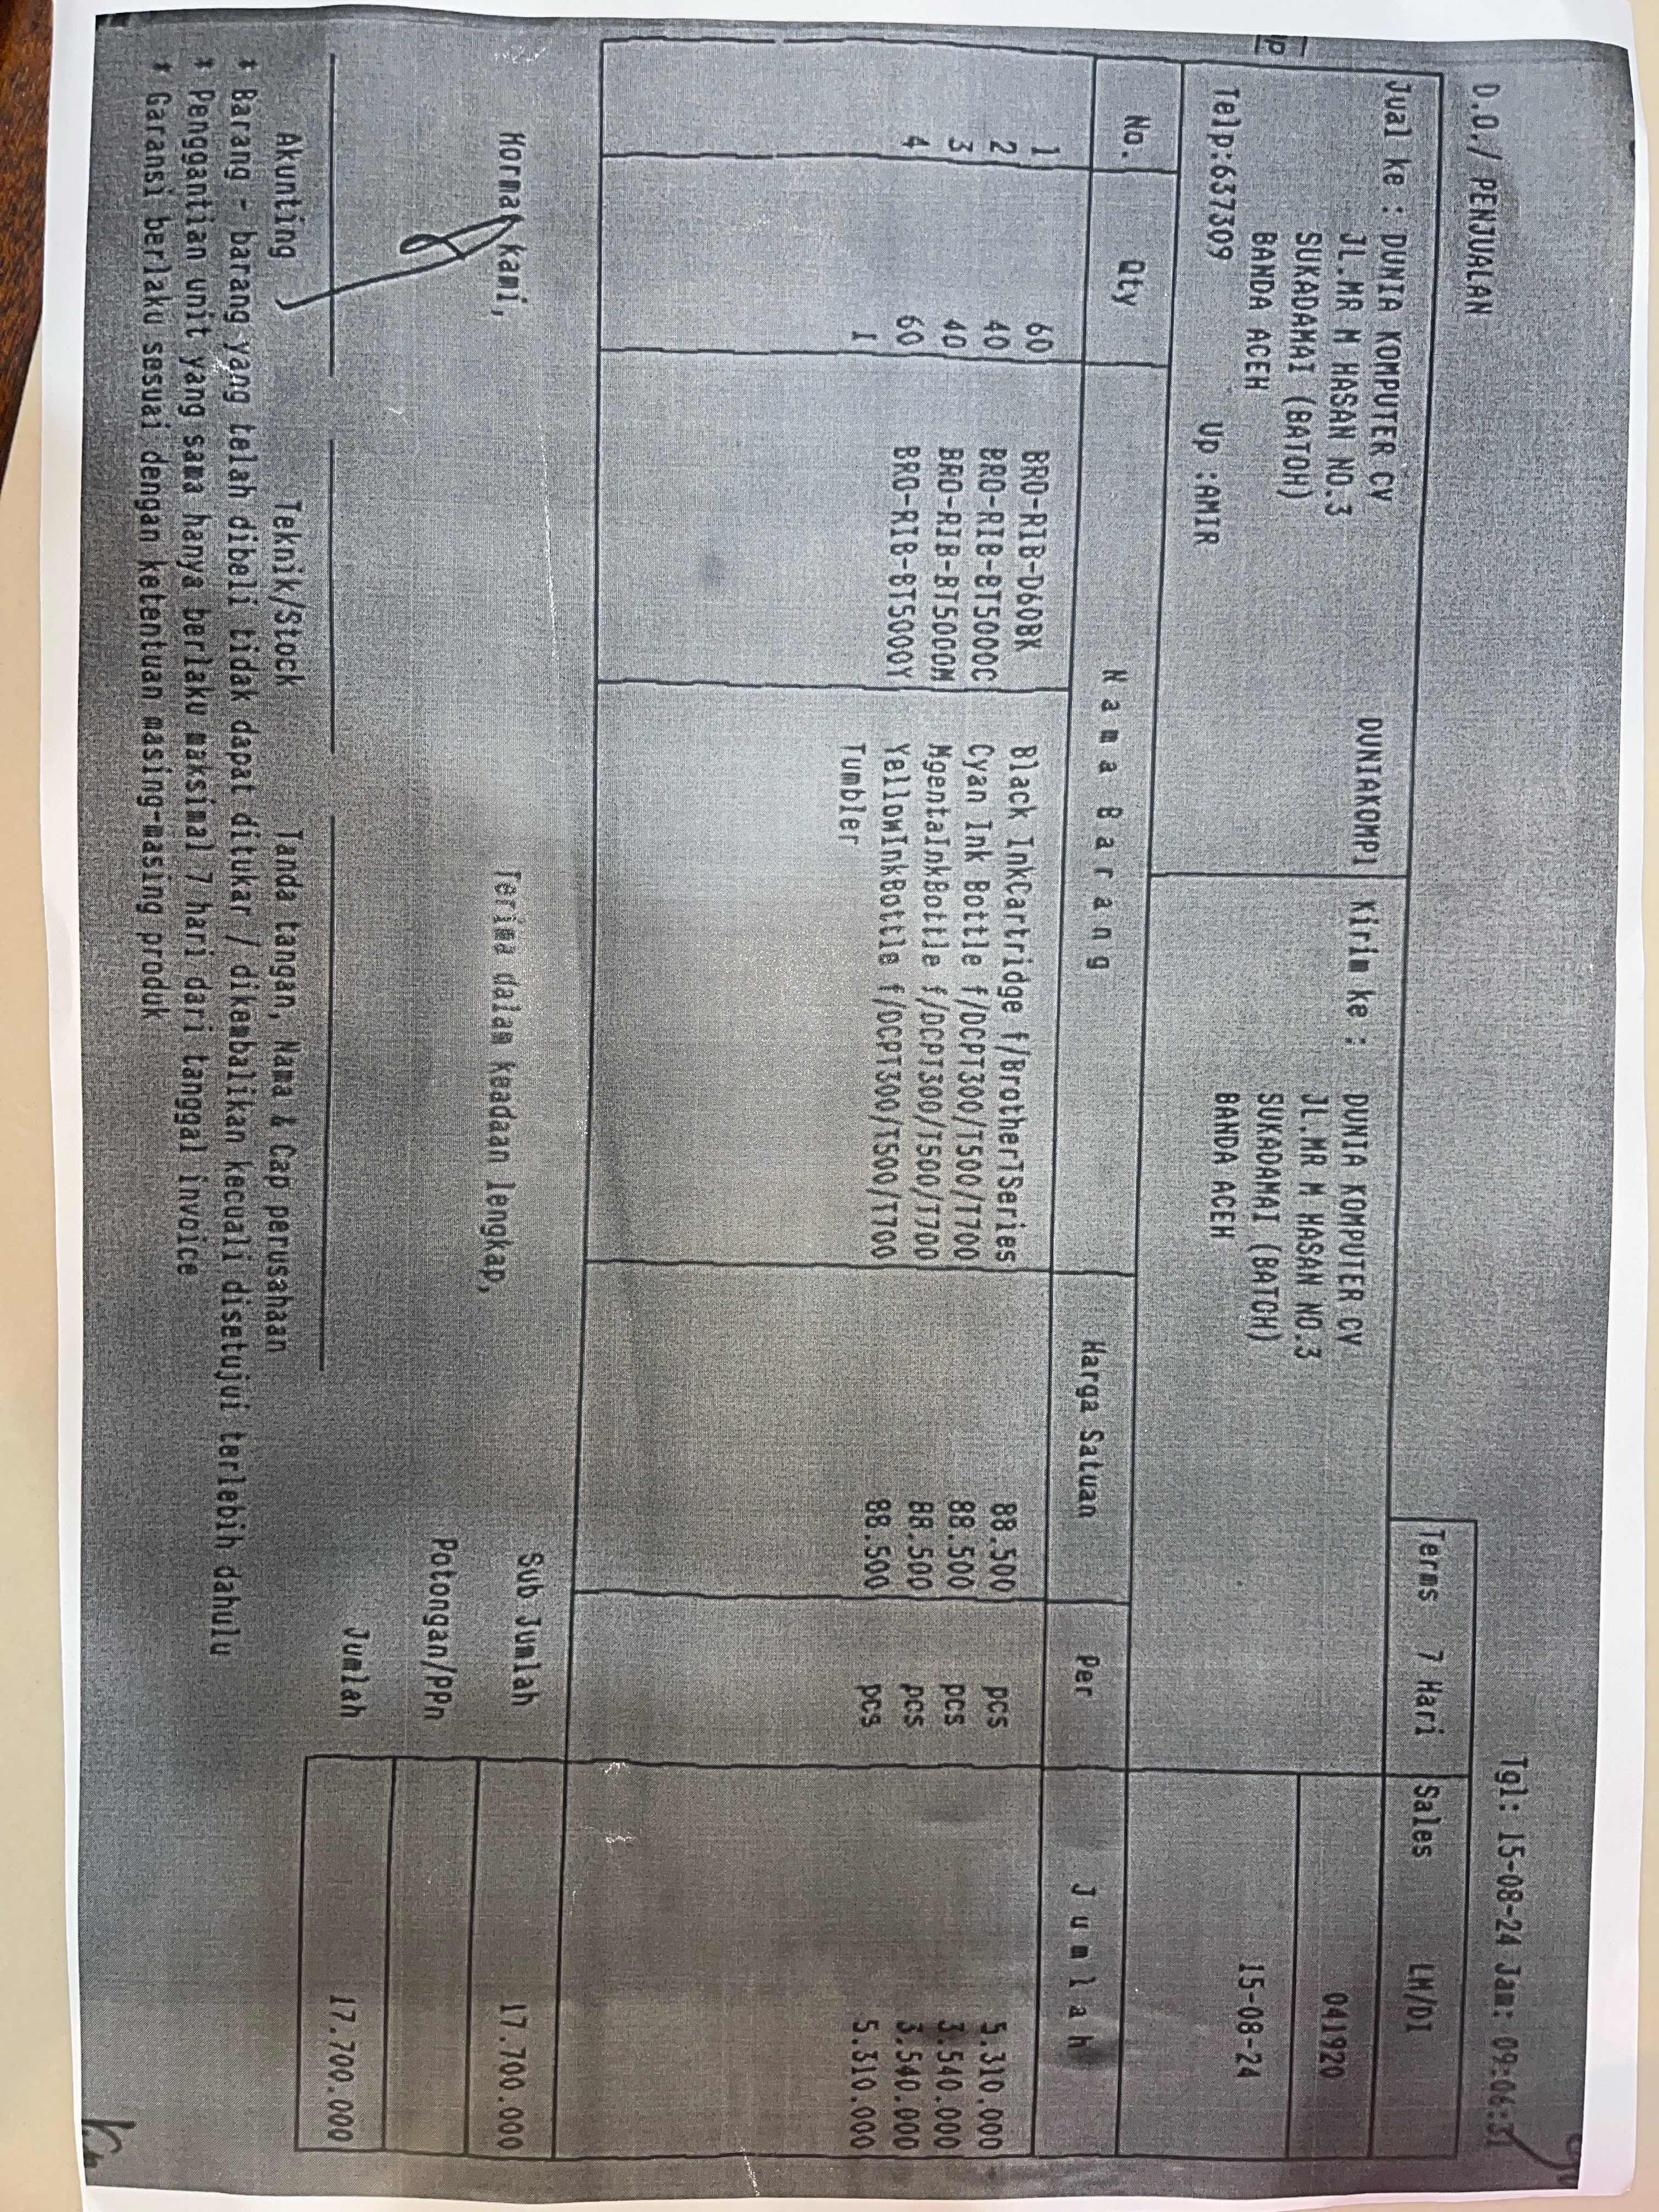 D.O./ PENJUALAN
Tgl: 15-08-24 Jam: 09:06:31
Terms 7 Hari Sales LM/DI
Jual ke : DUNIA KOMPUTER CV DUNIAKOMP1
JL.MR M HASAN NO.3
SUKADAMAI (BATOH)
BANDA ACEH
Telp:637309 Up :AMIR
Kirim ke : DUNIA KOMPUTER CV
JL.MR M HASAN NO.3
SUKADAMAI (BATOH)
BANDA ACEH
041920
15-08-24
No. Qty Nama Barang Harga Satuan Per Jumlah
1 60 BRO-RIB-D60BK Black InkCartridge f/BrotherTSeries 88.500 pcs 5.310.000
2 40 BRO-RIB-BT5000C Cyan Ink Bottle f/DCPT300/T500/T700 88.500 pcs 3.540.000
3 40 BRO-RIB-BT5000M MgentaInkBottle f/DCPT300/T500/T700 88.500 pcs 3.540.000
4 60 BRO-RIB-BT5000Y YellowInkBottle f/DCPT300/T500/T700 88.500 pcs 5.310.000
1 Tumbler
Hormat kami,
Terima dalam keadaan lengkap,
Sub Jumlah 17.700.000
Potongan/PPn
Jumlah 17.700.000
Akunting Teknik/Stock Tanda tangan, Nama & Cap perusahaan
* Barang - barang yang telah dibeli tidak dapat ditukar / dikembalikan kecuali disetujui terlebih dahulu
* Penggantian unit yang sama hanya berlaku maksimal 7 hari dari tanggal invoice
* Garansi berlaku sesuai dengan ketentuan masing-masing produk